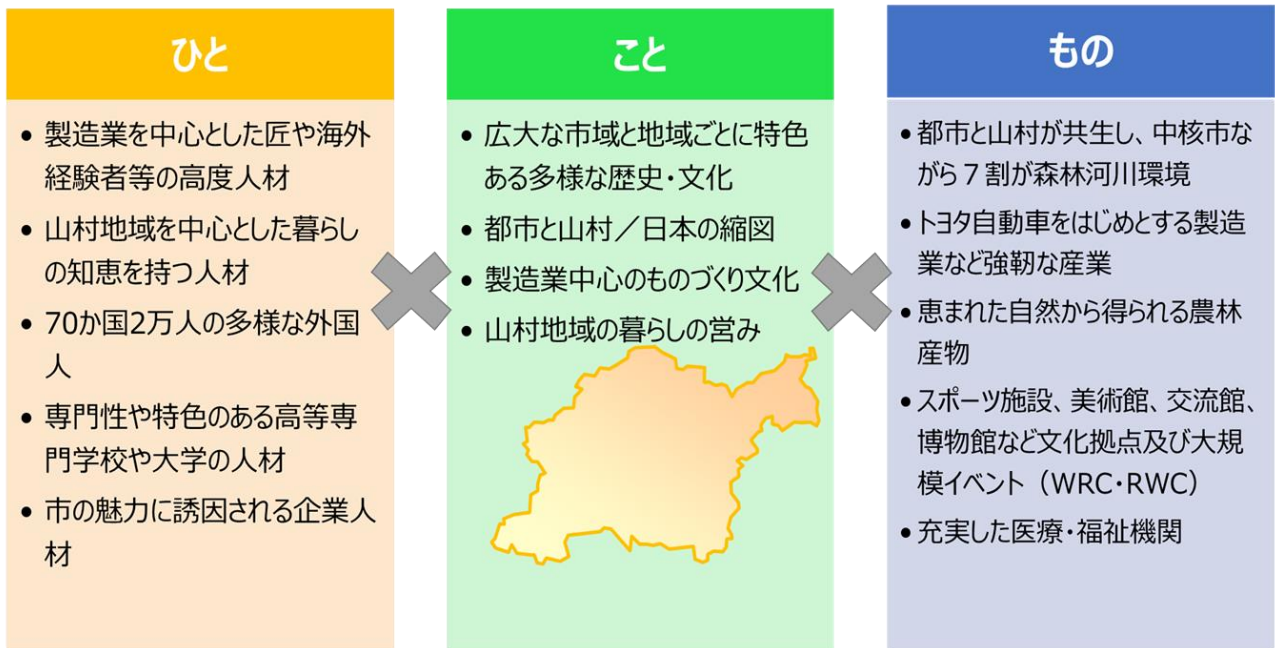 ひと
• 製造業を中心とした匠や海外
経験者等の高度人材
• 山村地域を中心とした暮らし
の知恵を持つ人材
• 70か国2万人の多様な外国
人
• 専門性や特色のある高等専
門学校や大学の人材
• 市の魅力に誘因される企業人
材
こと
• 広大な市域と地域ごとに特色
ある多様な歴史・文化
• 都市と山村／日本の縮図
• 製造業中心のものづくり文化
• 山村地域の暮らしの営み
もの
• 都市と山村が共生し、中核市な
がら７割が森林河川環境
• トヨタ自動車をはじめとする製造
業など強靭な産業
• 恵まれた自然から得られる農林
産物
• スポーツ施設、美術館、交流館、
博物館など文化拠点及び大規
模イベント（WRC・RWC）
• 充実した医療・福祉機関